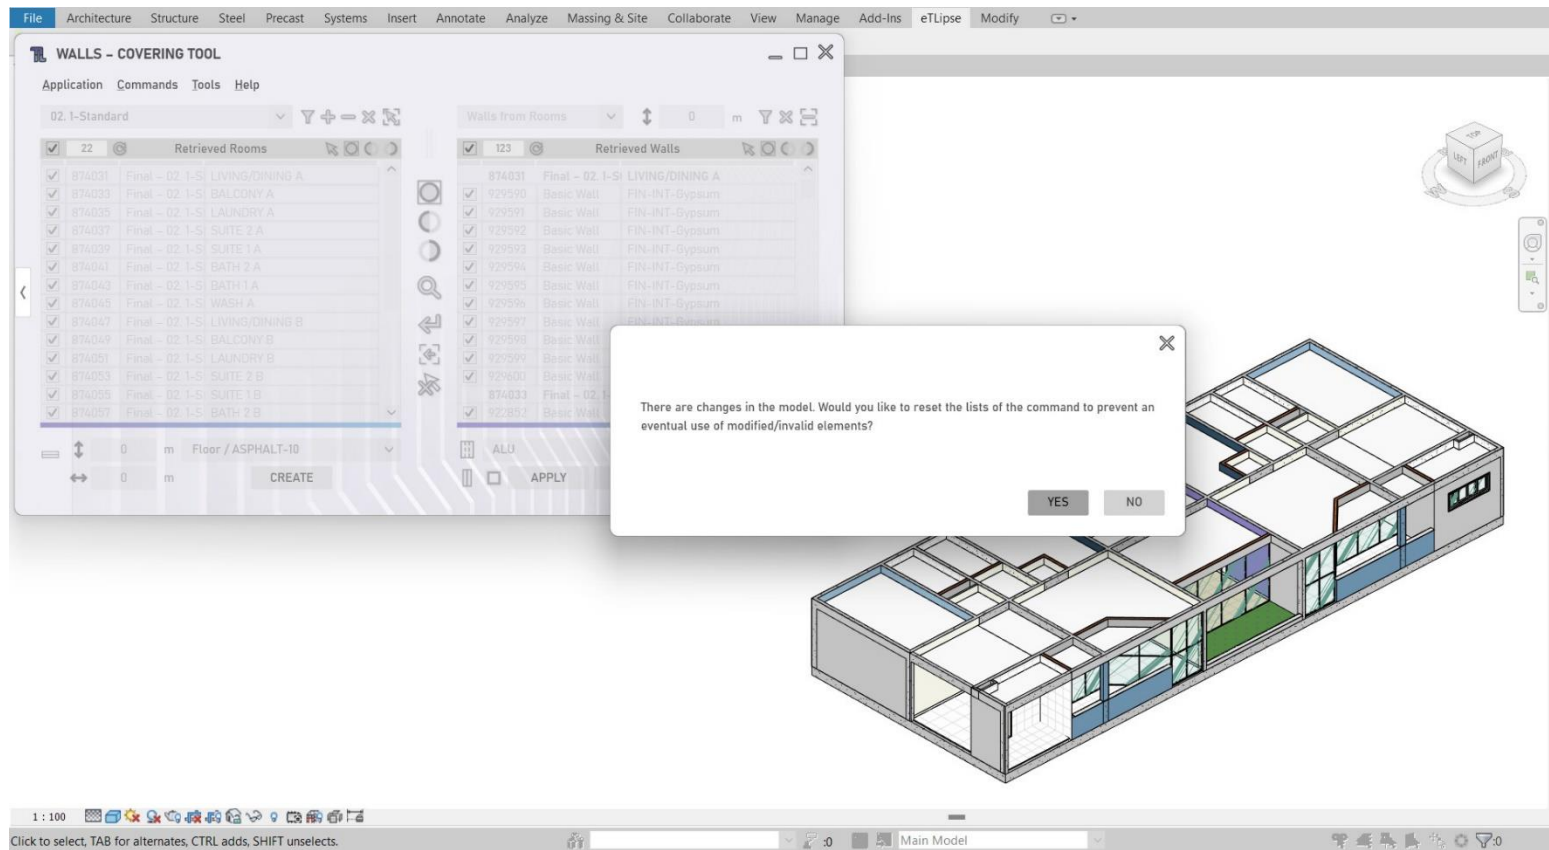 File Architecture Structure Steel Precast Systems Insert Annotate Analyze Massing & Site Collaborate View Manage Add-Ins eTLipse Modify
WALLS – COVERING TOOL
Application Commands Tools Help
02. 1-Standard
Walls from Rooms 0 m
22 Retrieved Rooms
123 Retrieved Walls
874031 Final – 02. 1-S LIVING/DINING A
874033 Final – 02. 1-S BALCONY A
874035 Final – 02. 1-S LAUNDRY A
874037 Final – 02. 1-S SUITE 2 A
874039 Final – 02. 1-S SUITE 1 A
874041 Final – 02. 1-S BATH 2 A
874043 Final – 02. 1-S BATH 1 A
874045 Final – 02. 1-S WASH A
874047 Final – 02. 1-S LIVING/DINING B
874049 Final – 02. 1-S BALCONY B
874051 Final – 02. 1-S LAUNDRY B
874053 Final – 02. 1-S SUITE 2 B
874055 Final – 02. 1-S SUITE 1 B
874057 Final – 02. 1-S BATH 2 B
874031 Final – 02. 1-S LIVING/DINING A
929590 Basic Wall FIN-INT-Gypsum
929591 Basic Wall FIN-INT-Gypsum
929592 Basic Wall FIN-INT-Gypsum
929593 Basic Wall FIN-INT-Gypsum
929594 Basic Wall FIN-INT-Gypsum
929595 Basic Wall FIN-INT-Gypsum
929596 Basic Wall FIN-INT-Gypsum
929597 Basic Wall FIN-INT-Gypsum
929598 Basic Wall
929599 Basic Wall
929600 Basic Wall
874033 Final – 02. 1-
922852 Basic Wall
0 m Floor / ASPHALT-10
0 m CREATE
ALU
APPLY
There are changes in the model. Would you like to reset the lists of the command to prevent an
eventual use of modified/invalid elements?
YES NO
TOP
LEFT FRONT
1 : 100
Click to select, TAB for alternates, CTRL adds, SHIFT unselects.
:0 Main Model :0